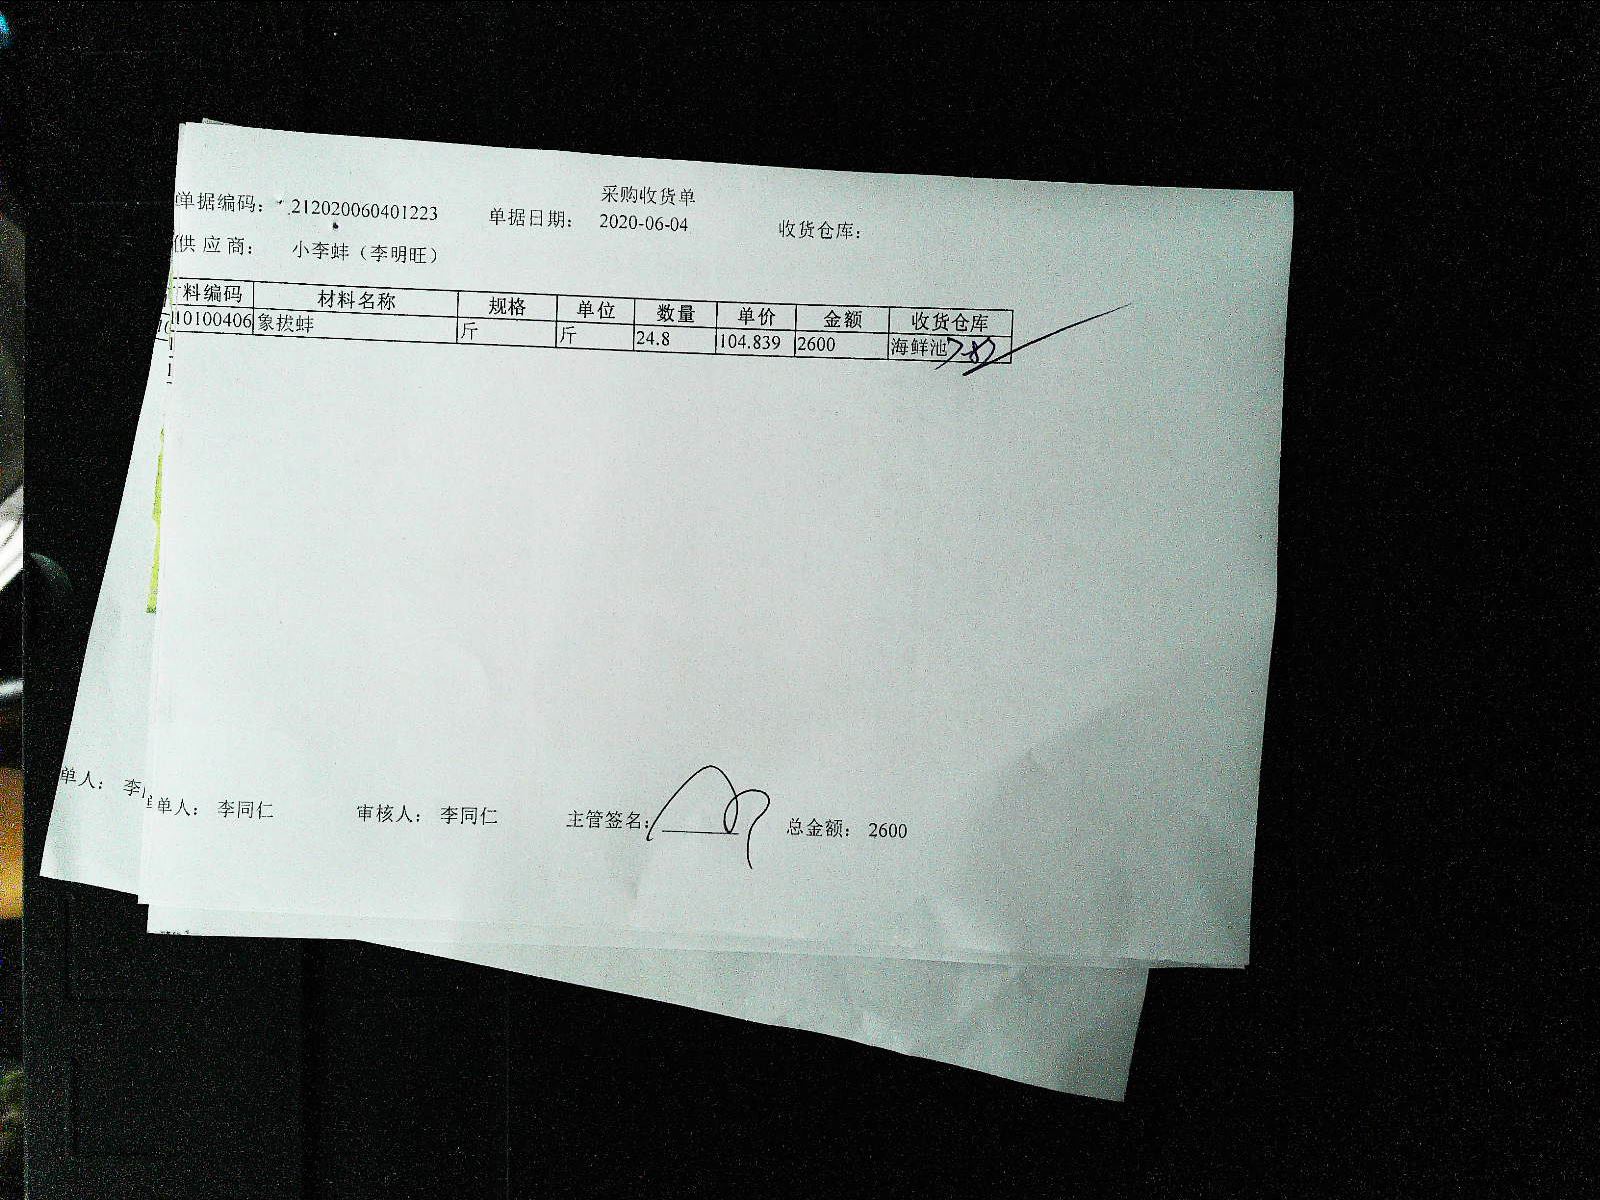 采购收货单
单据编码： 212020060401223 单据日期： 2020-06-04 收货仓库：
供应商： 小李蚌（李明旺）
料编码 材料名称 规格 单位 数量 单价 金额 收货仓库
10100406 象拔蚌 斤 斤 24.8 104.839 2600 海鲜池
单人： 李
单人： 李同仁 审核人： 李同仁 主管签名： 总金额： 2600